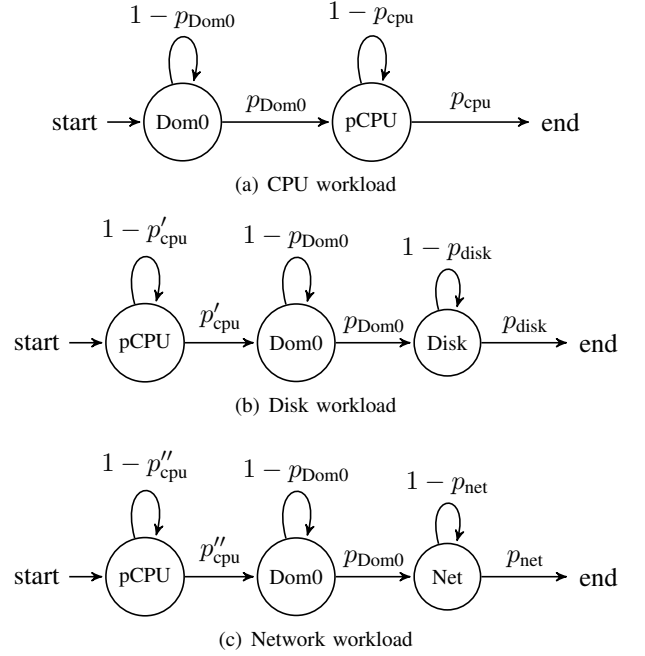 1 − p_Dom0 1 − p_cpu
start Dom0 p_Dom0 pCPU p_cpu end
(a) CPU workload
1 − p′_cpu 1 − p_Dom0 1 − p_disk
start pCPU p′_cpu Dom0 p_Dom0 Disk p_disk end
(b) Disk workload
1 − p″_cpu 1 − p_Dom0 1 − p_net
start pCPU p″_cpu Dom0 p_Dom0 Net p_net end
(c) Network workload